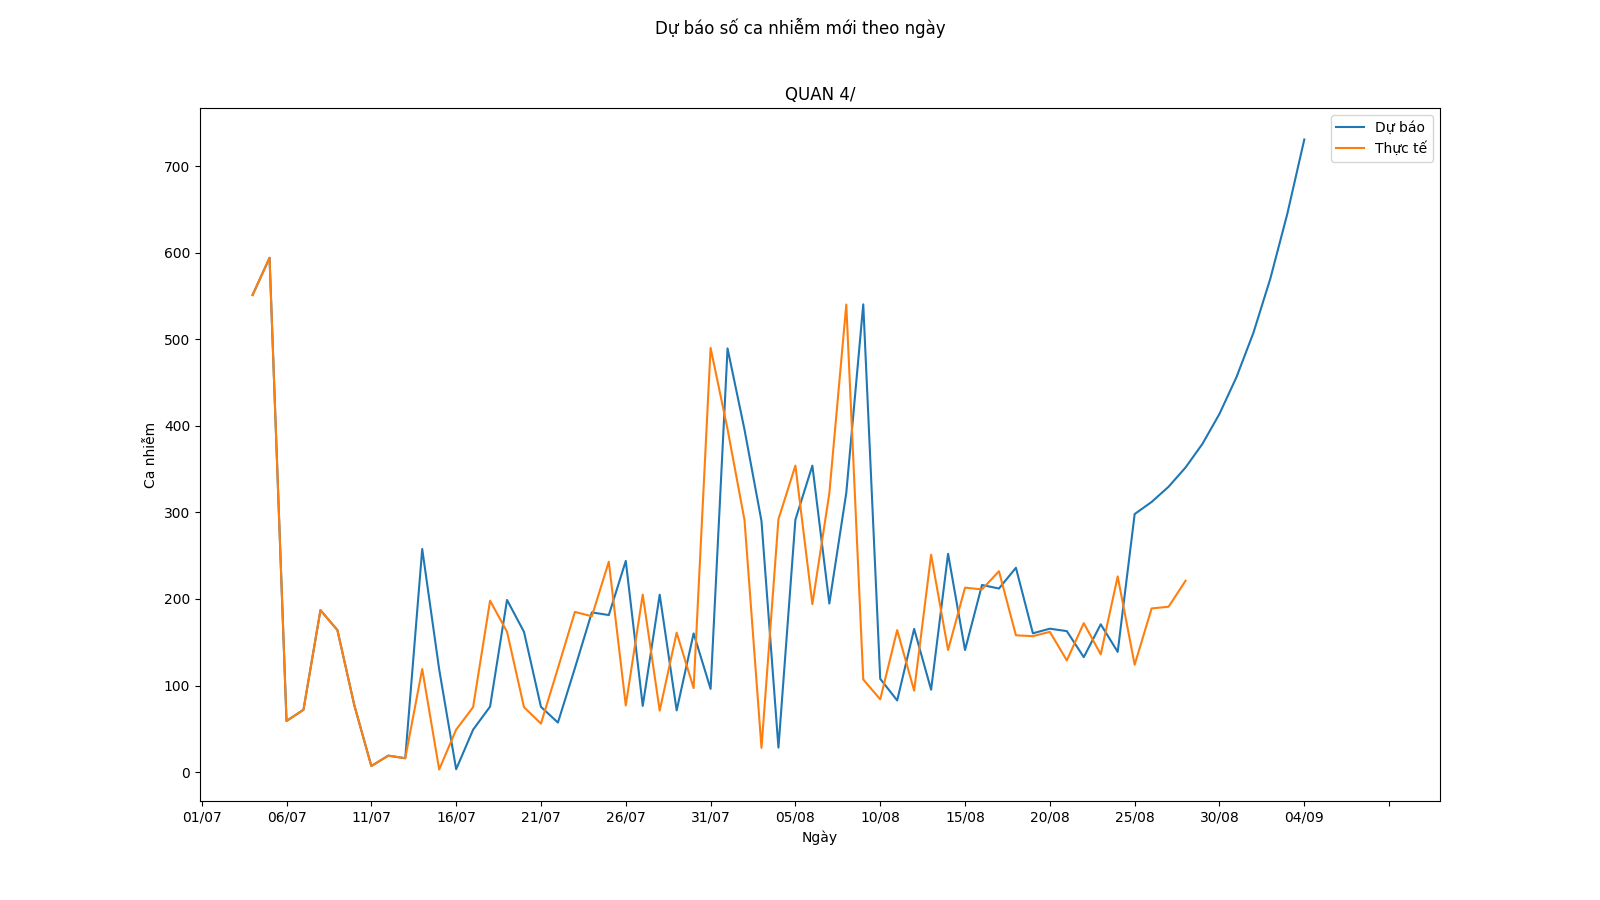 Dự báo số ca nhiễm mới theo ngày
QUAN 4/
Dự báo
Thực tế
700
600
500
400
300
200
100
0
Ca nhiễm
01/07 06/07 11/07 16/07 21/07 26/07 31/07 05/08 10/08 15/08 20/08 25/08 30/08 04/09
Ngày